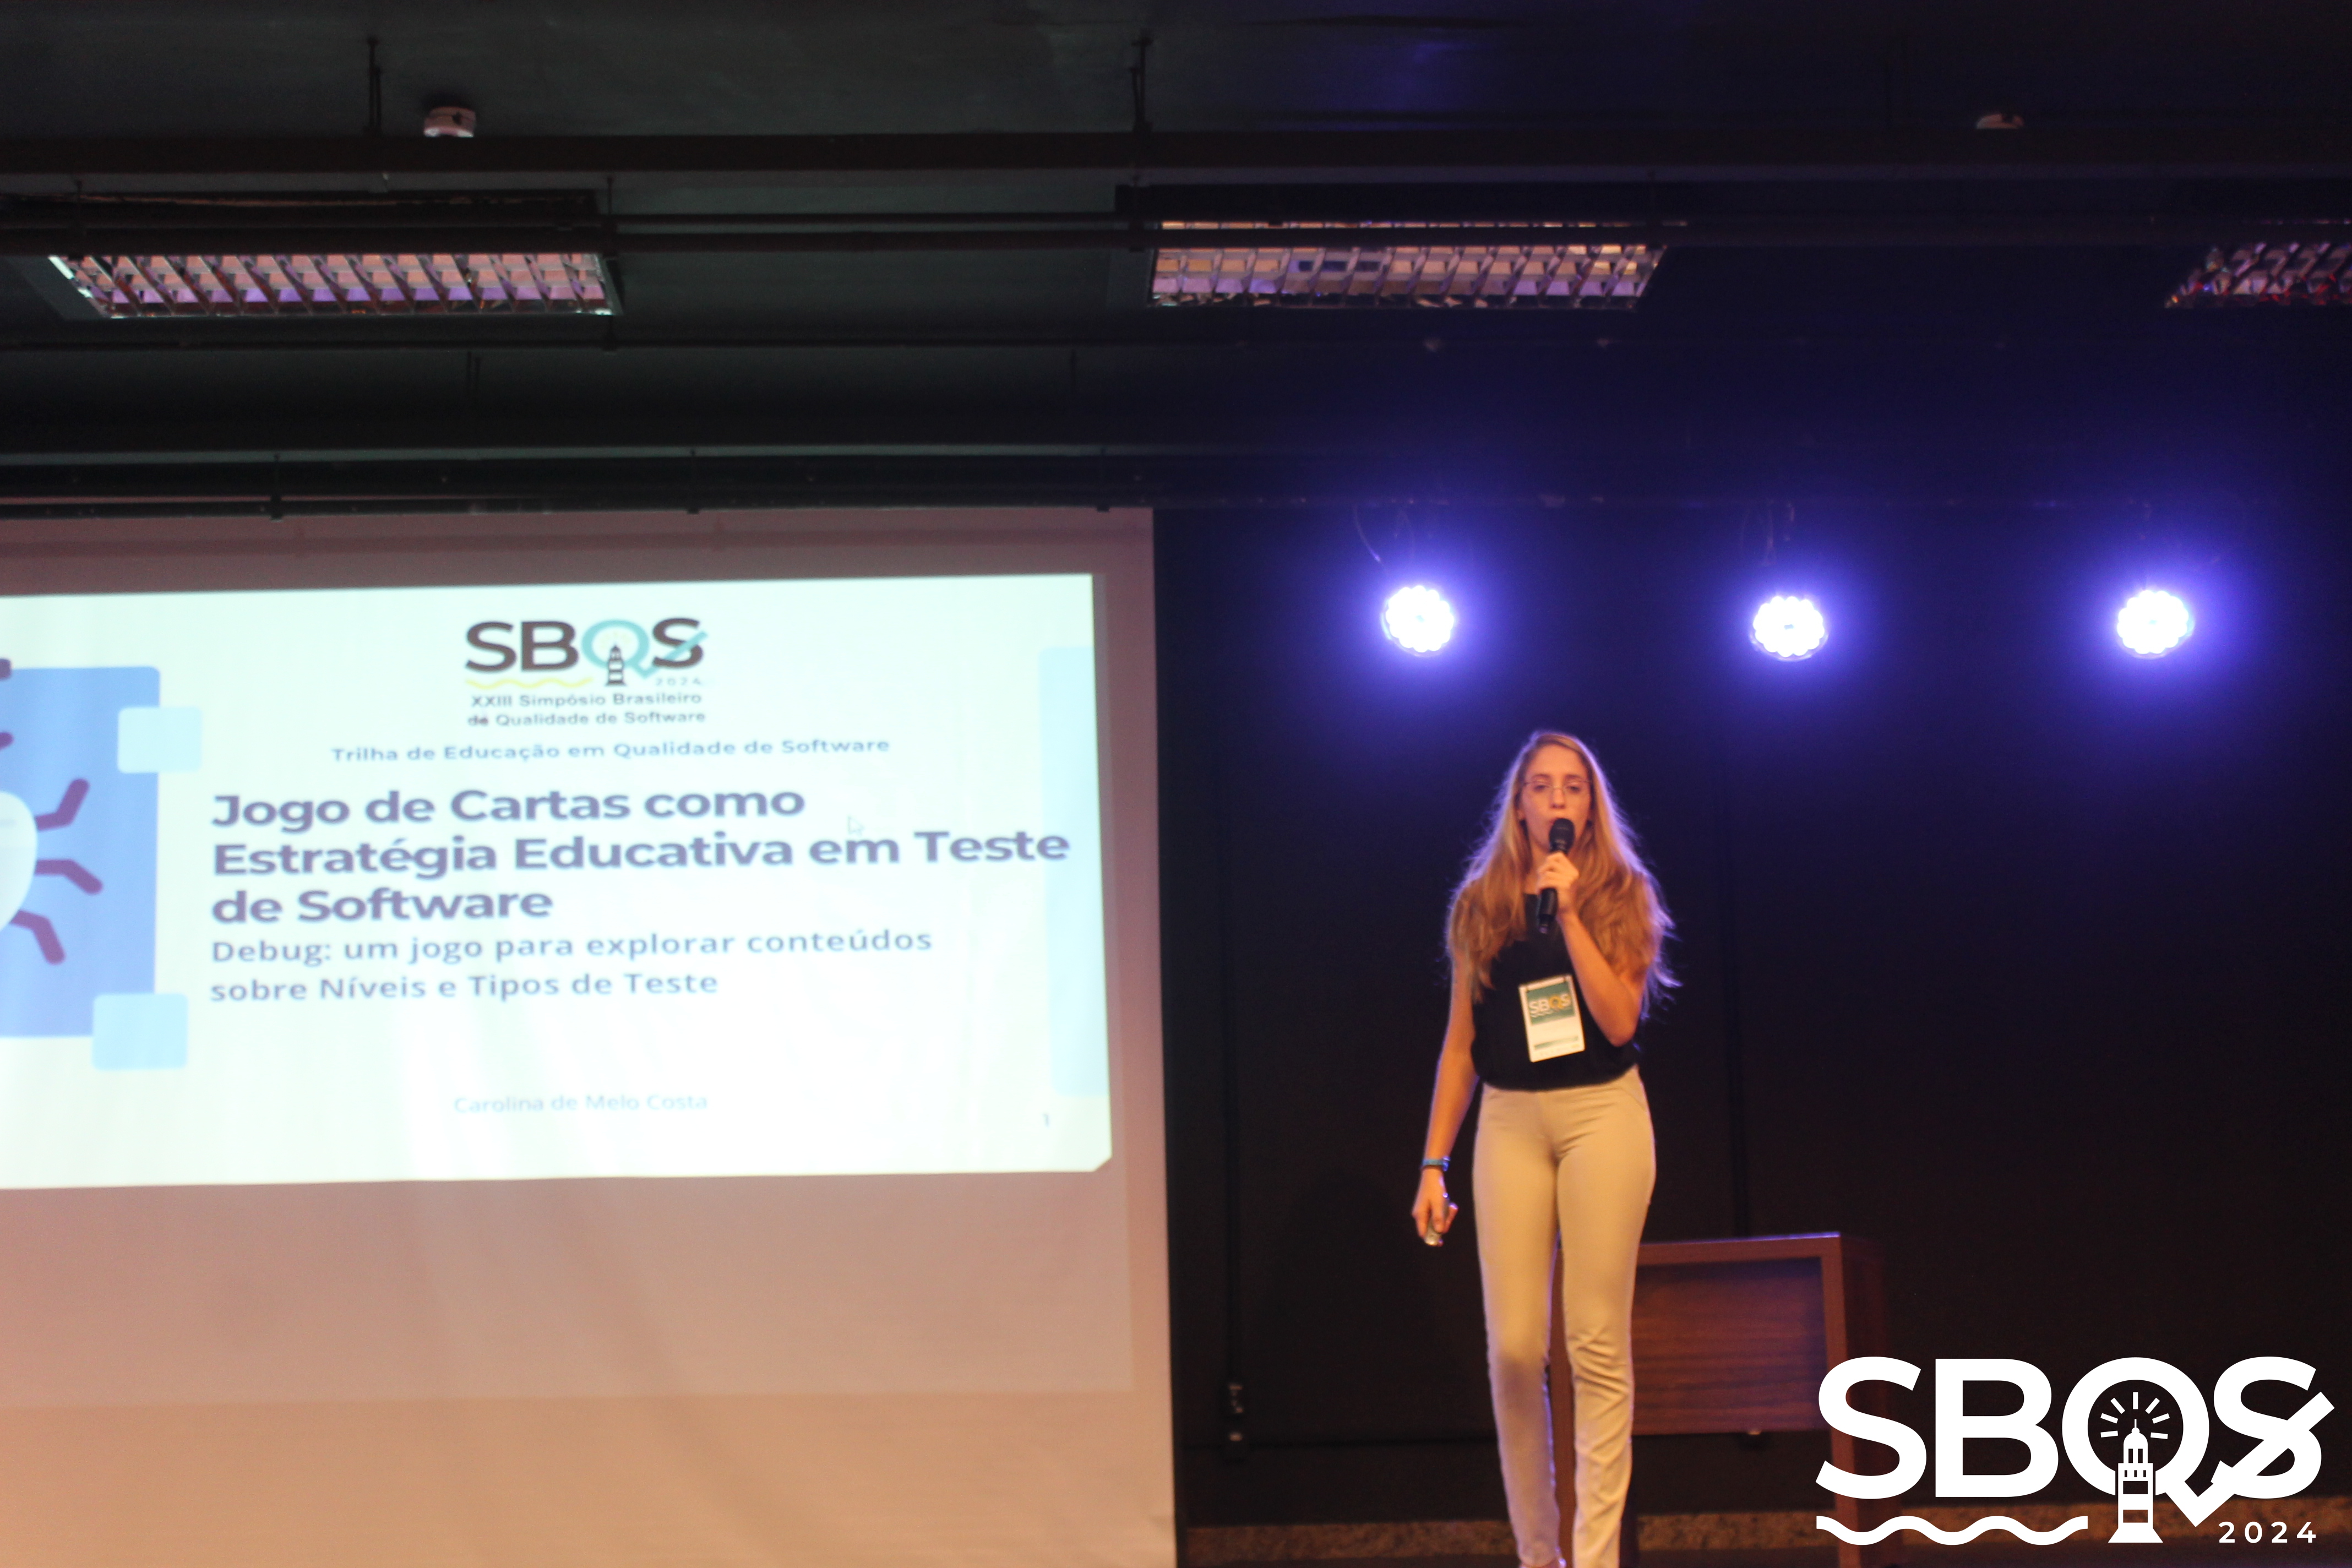 SBQS
2024
XXIII Simpósio Brasileiro
de Qualidade de Software
Trilha de Educação em Qualidade de Software
Jogo de Cartas como
Estratégia Educativa em Teste
de Software
Debug: um jogo para explorar conteúdos
sobre Níveis e Tipos de Teste
Carolina de Melo Costa
1
SBQS
SBQS
2024